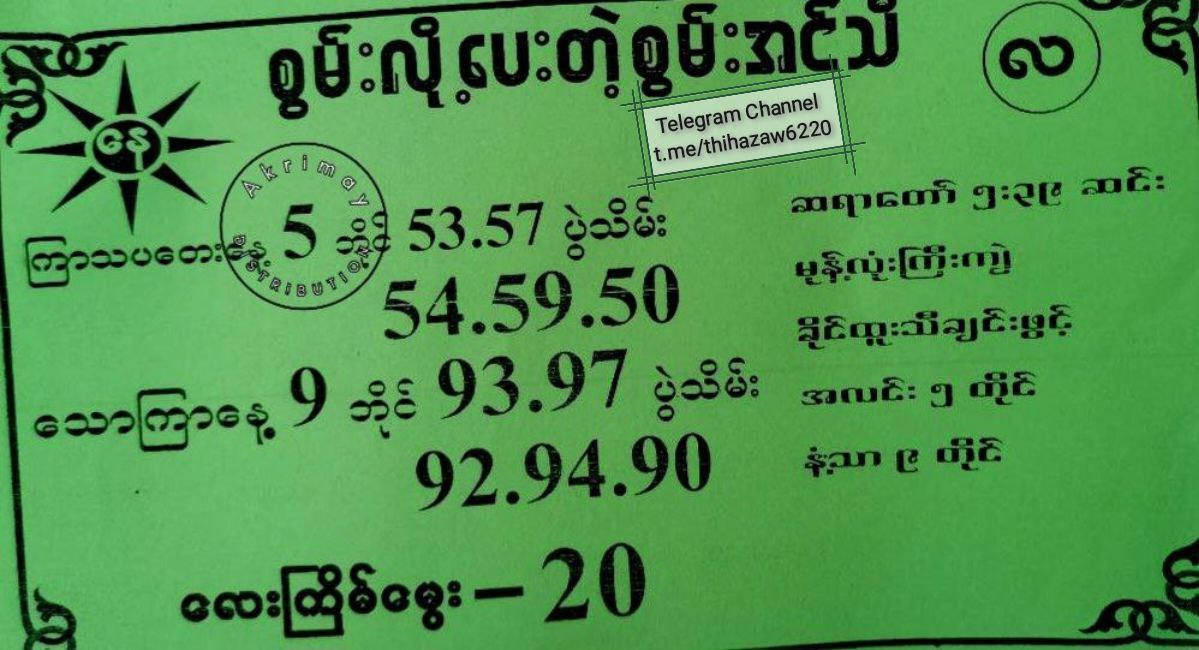 စွမ်းလို့ပေးတဲ့စွမ်းအင်သိ
လ
နေ
Telegram Channel
t.me/thihazaw6220
Akrimay
DISTRIBUTION
ကြာသပတေးနေ့ 5 ဘိုင် 53.57 ပွဲသိမ်း
54.59.50
သောကြာနေ့ 9 ဘိုင် 93.97 ပွဲသိမ်း
92.94.90
လေးကြိမ်မွေး – 20
ဆရာတော် ၅း၃၉ ဆင်း
မုန့်လုံးကြီးကျဲ
ခိုင်ထူးသီချင်းဖွင့်
အလင်း ၅ တိုင်
နံ့သာ ၉ တိုင်